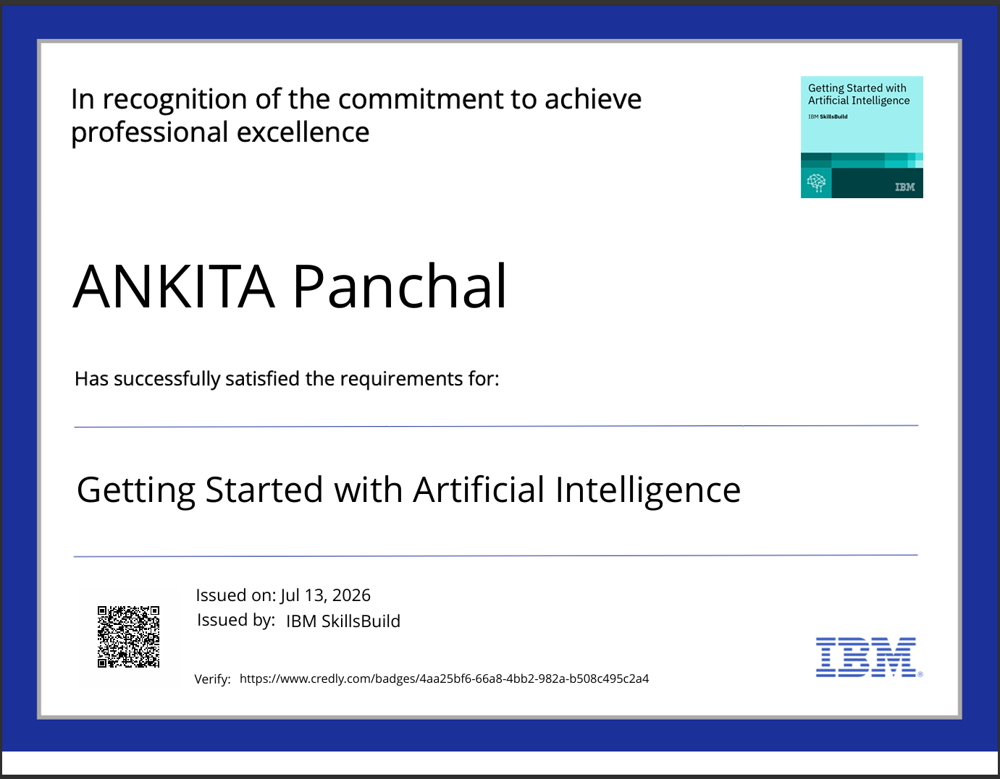 In recognition of the commitment to achieve
professional excellence
Getting Started with
Artificial Intelligence
IBM SkillsBuild
IBM
ANKITA Panchal
Has successfully satisfied the requirements for:
Getting Started with Artificial Intelligence
Issued on: Jul 13, 2026
Issued by: IBM SkillsBuild
Verify: https://www.credly.com/badges/4aa25bf6-66a8-4bb2-982a-b508c495c2a4
IBM®